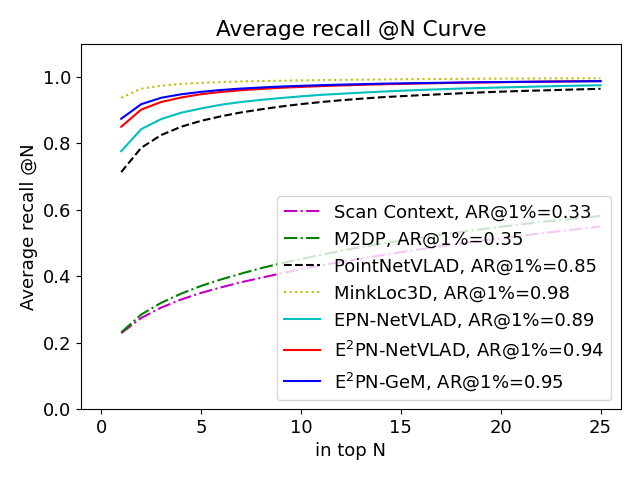 Average recall @N Curve
Average recall @N
1.0
0.8
0.6
0.4
0.2
0.0
Scan Context, AR@1%=0.33
M2DP, AR@1%=0.35
PointNetVLAD, AR@1%=0.85
MinkLoc3D, AR@1%=0.98
EPN-NetVLAD, AR@1%=0.89
E²PN-NetVLAD, AR@1%=0.94
E²PN-GeM, AR@1%=0.95
0 5 10 15 20 25
in top N